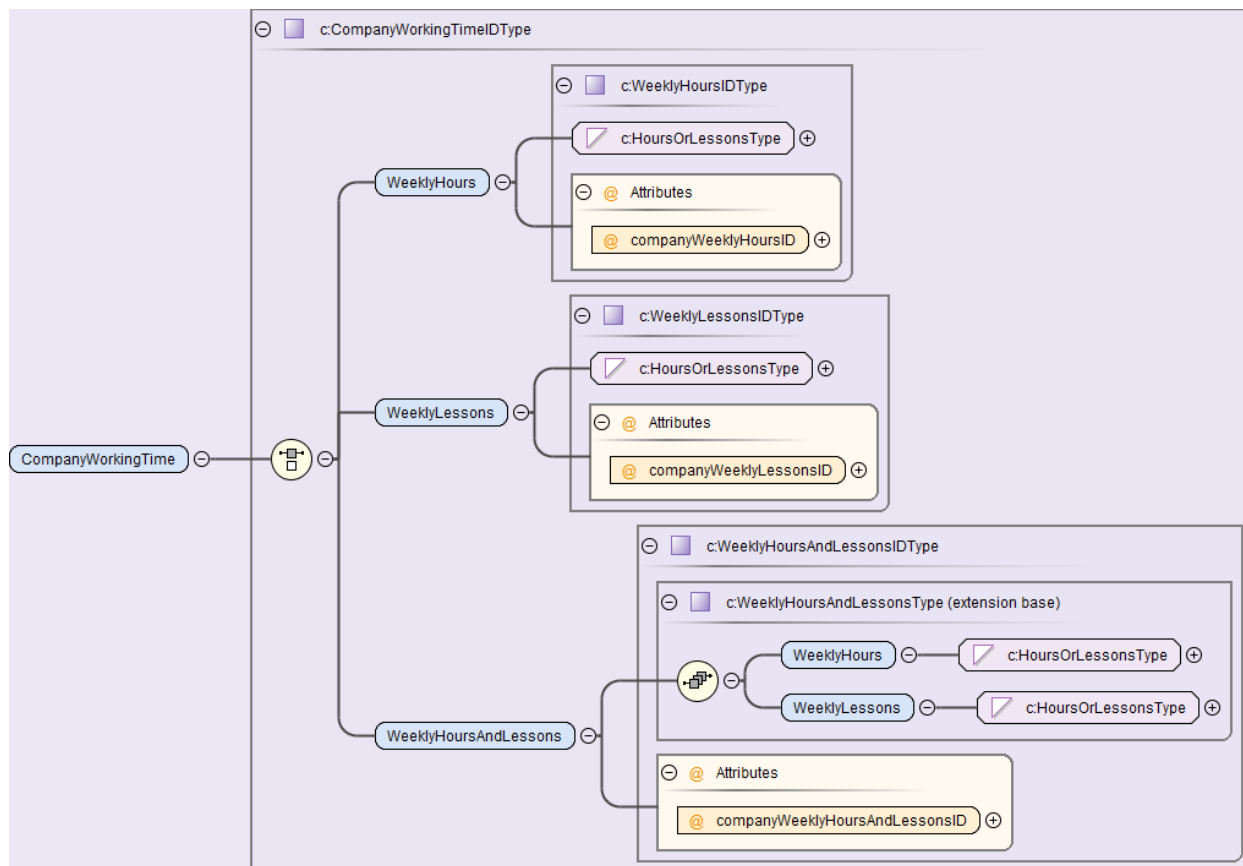 c:CompanyWorkingTimeIDType
c:WeeklyHoursIDType
c:HoursOrLessonsType
WeeklyHours
@ Attributes
@ companyWeeklyHoursID
c:WeeklyLessonsIDType
c:HoursOrLessonsType
WeeklyLessons
@ Attributes
@ companyWeeklyLessonsID
CompanyWorkingTime
c:WeeklyHoursAndLessonsIDType
c:WeeklyHoursAndLessonsType (extension base)
WeeklyHours c:HoursOrLessonsType
WeeklyLessons c:HoursOrLessonsType
WeeklyHoursAndLessons
@ Attributes
@ companyWeeklyHoursAndLessonsID